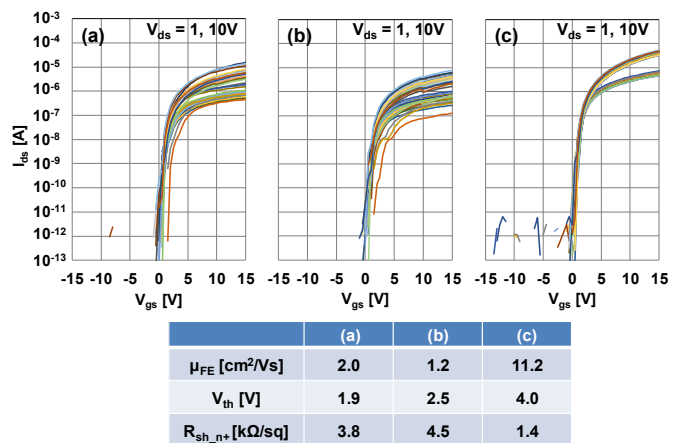 (a) V_ds = 1, 10V
(b) V_ds = 1, 10V
(c) V_ds = 1, 10V
I_ds [A]
10^-3
10^-4
10^-5
10^-6
10^-7
10^-8
10^-9
10^-10
10^-11
10^-12
10^-13
-15 -10 -5 0 5 10 15
-15 -10 -5 0 5 10 15
-15 -10 -5 0 5 10 15
V_gs [V]
V_gs [V]
V_gs [V]
(a) (b) (c)
μ_FE [cm²/Vs] 2.0 1.2 11.2
V_th [V] 1.9 2.5 4.0
R_sh_n+ [kΩ/sq] 3.8 4.5 1.4